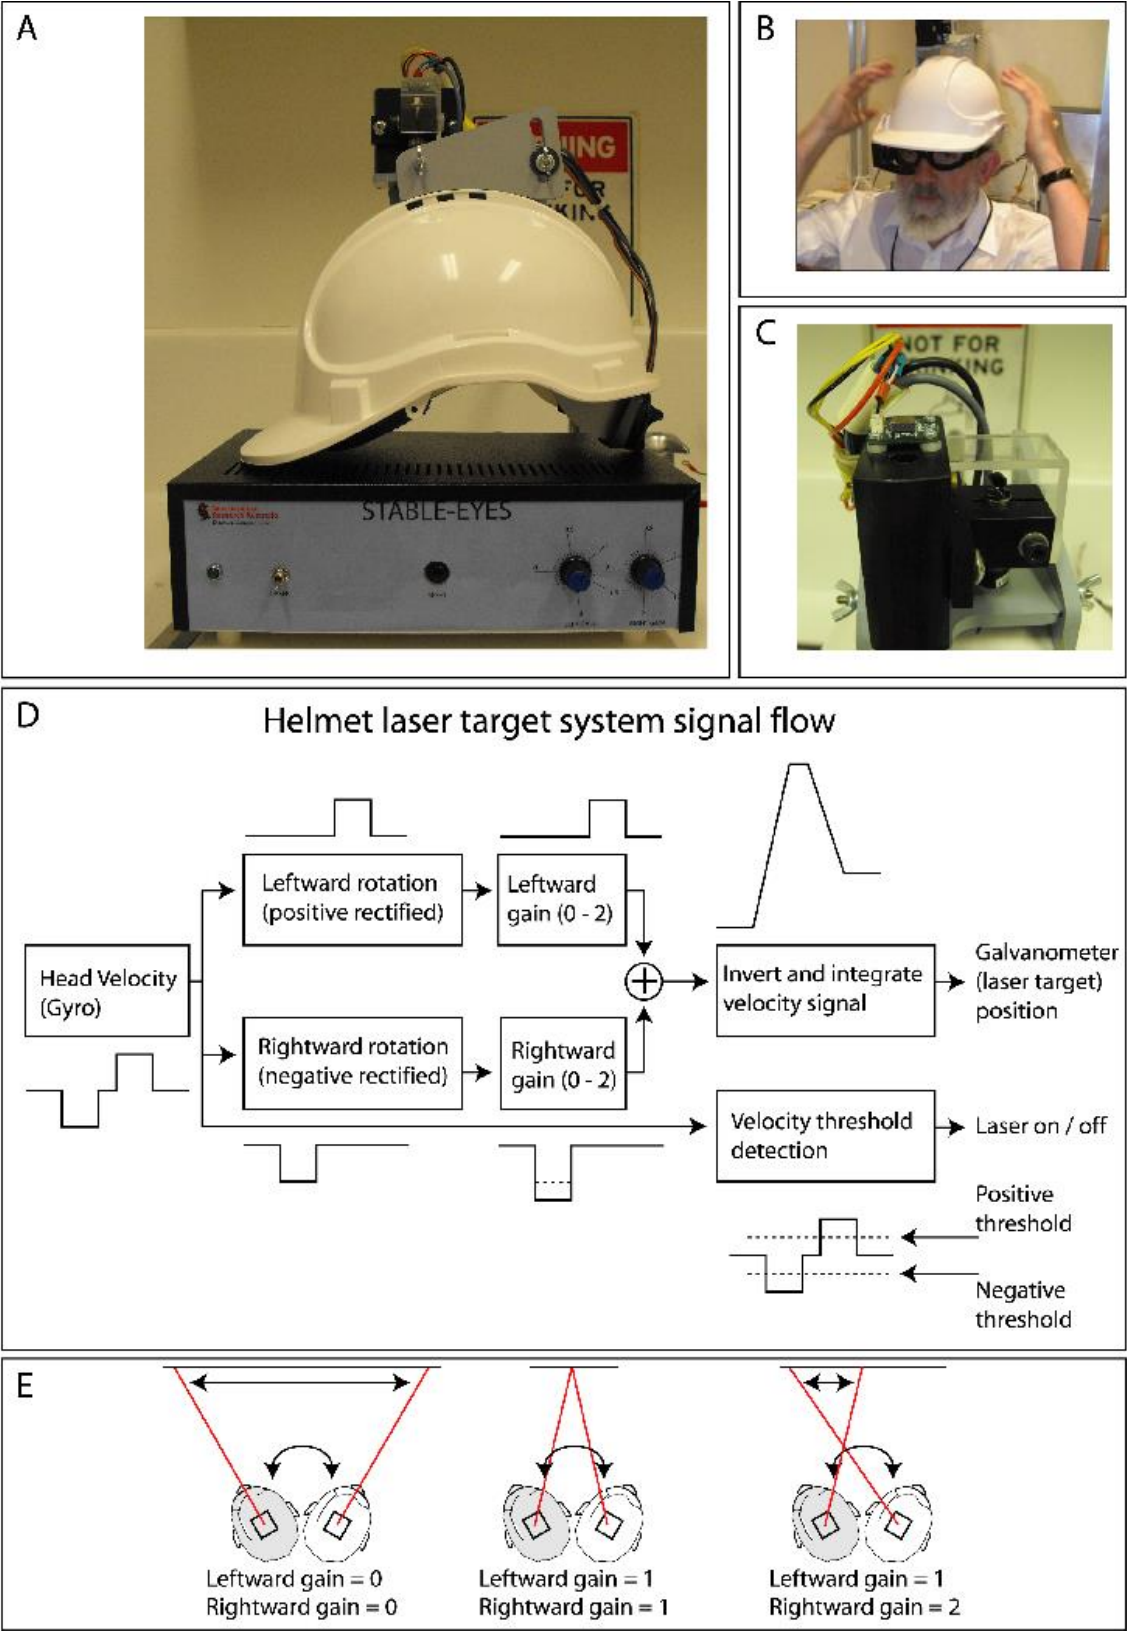 A
NING
FOR
KING
STABLE-EYES
B
C
NOT FOR
D
Helmet laser target system signal flow
Head Velocity
(Gyro)
Leftward rotation
(positive rectified)
Leftward
gain (0 - 2)
Rightward rotation
(negative rectified)
Rightward
gain (0 - 2)
Invert and integrate
velocity signal
Galvanometer
(laser target)
position
Velocity threshold
detection
Laser on / off
Positive
threshold
Negative
threshold
E
Leftward gain = 0
Rightward gain = 0
Leftward gain = 1
Rightward gain = 1
Leftward gain = 1
Rightward gain = 2